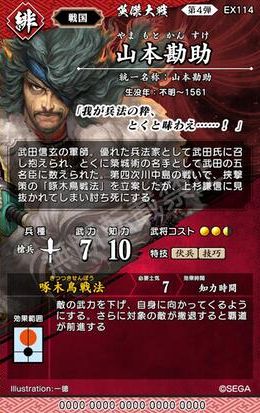 緋
戦国
英傑大戦
第4弾
EX114
やまもとかんすけ
山本勘助
統一名称：山本勘助
生没年：不明～1561
「我が兵法の粋、
とくと味わえ……！」
武田信玄の軍師。優れた兵法家として武田氏に召
し抱えられ、とくに築城術の名手として武田の五
名臣に数えられた。第四次川中島の戦いで、挟撃
策の「啄木鳥戦法」を立案したが、上杉謙信に見
抜かれてしまい討ち死にする。
兵種 武力 知力 武将コスト
槍兵 7 10
特技 伏兵 技巧
きつつきせんぽう
啄木鳥戦法
必要士気 7
効果時間 知力時間
効果範囲
敵の武力を下げ、自身に向かってくるように
する。さらに対象の敵が撤退すると覇道
が前進する
Illustration:一徳
©SEGA
0000-0000-0000-0000-0000